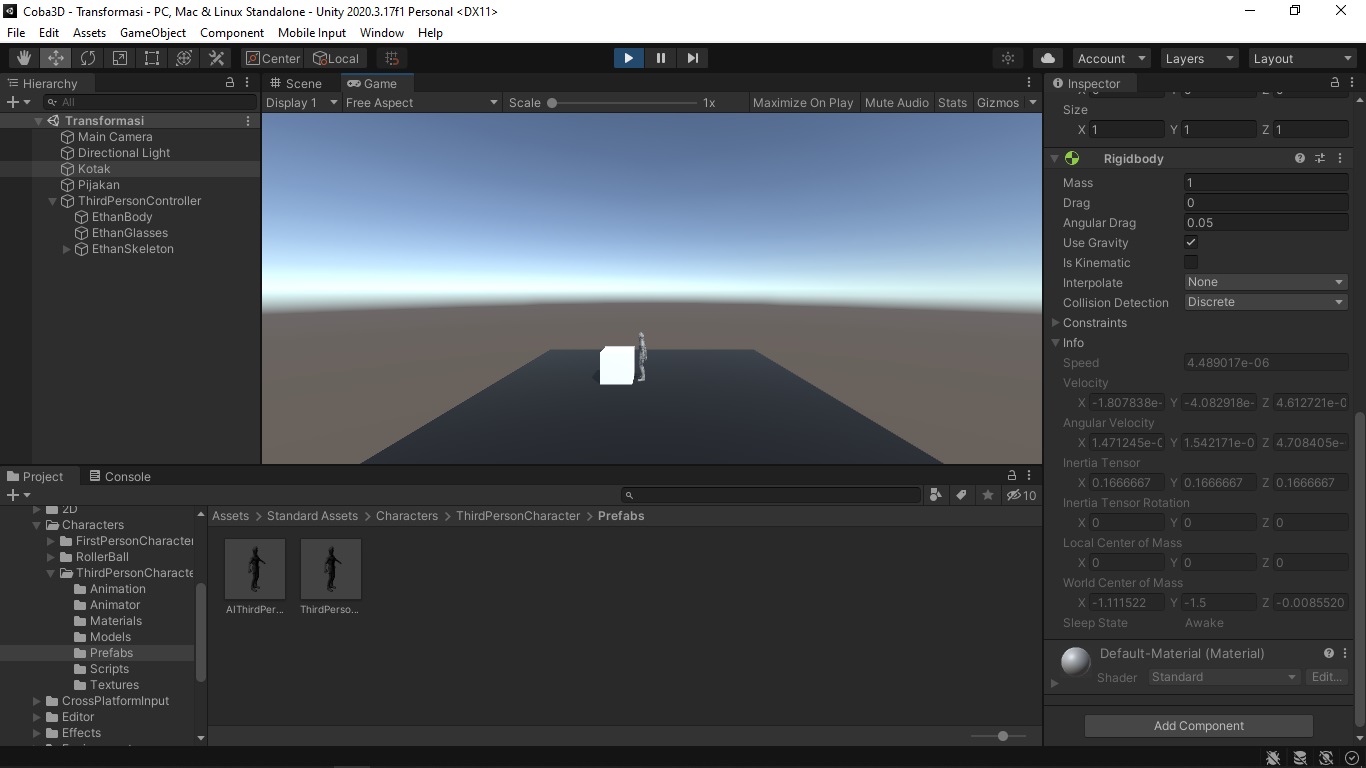 Coba3D - Transformasi - PC, Mac & Linux Standalone - Unity 2020.3.17f1 Personal <DX11>
File Edit Assets GameObject Component Mobile Input Window Help
Center Local Account Layers Layout
Hierarchy
All
Transformasi
Main Camera
Directional Light
Kotak
Pijakan
ThirdPersonController
EthanBody
EthanGlasses
EthanSkeleton
Scene Game
Display 1 Free Aspect Scale 1x Maximize On Play Mute Audio Stats Gizmos
Project Console
10
2D
Characters
FirstPersonCharacter
RollerBall
ThirdPersonCharacte
Animation
Animator
Materials
Models
Prefabs
Scripts
Textures
CrossPlatformInput
Editor
Effects
Assets > Standard Assets > Characters > ThirdPersonCharacter > Prefabs
AIThirdPer... ThirdPerso...
Inspector
Size
X 1 Y 1 Z 1
Rigidbody
Mass 1
Drag 0
Angular Drag 0.05
Use Gravity
Is Kinematic
Interpolate None
Collision Detection Discrete
Constraints
Info
Speed 4.489017e-06
Velocity
X -1.807838e- Y -4.082918e- Z 4.612721e-0
Angular Velocity
X 1.471245e-0 Y 1.542171e-0 Z 4.708405e-
Inertia Tensor
X 0.1666667 Y 0.1666667 Z 0.1666667
Inertia Tensor Rotation
X 0 Y 0 Z 0
Local Center of Mass
X 0 Y 0 Z 0
World Center of Mass
X -1.111522 Y -1.5 Z -0.0085520
Sleep State Awake
Default-Material (Material)
Shader Standard Edit...
Add Component